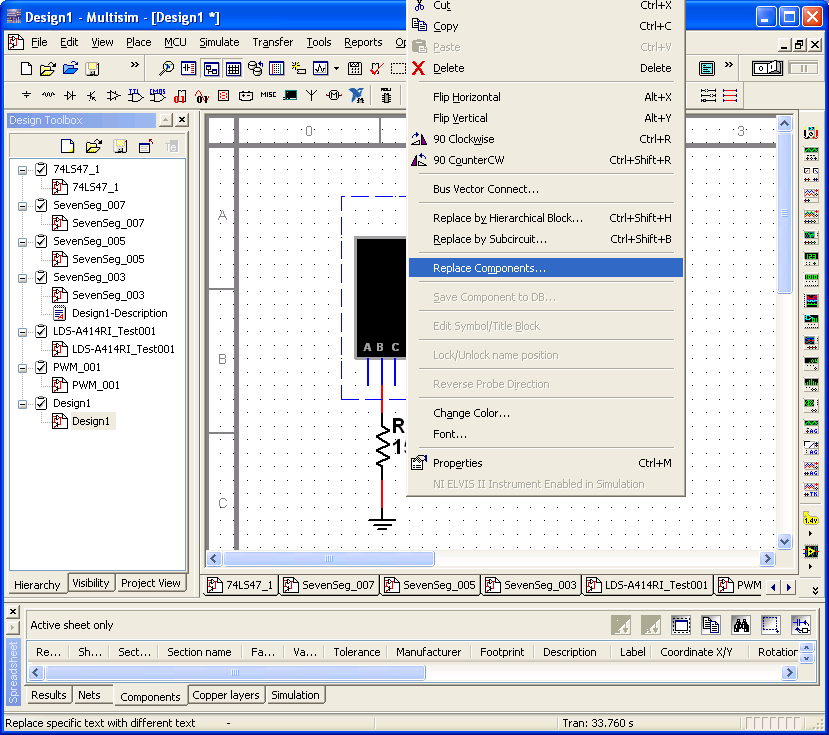 Design1 - Multisim - [Design1 *]
File Edit View Place MCU Simulate Transfer Tools Reports
MISC
Design Toolbox
74LS47_1
74LS47_1
SevenSeg_007
SevenSeg_007
SevenSeg_005
SevenSeg_005
SevenSeg_003
SevenSeg_003
Design1-Description
LDS-A414RI_Test001
LDS-A414RI_Test001
PWM_001
PWM_001
Design1
Design1
Hierarchy Visibility Project View
0 3
A
B
C
A B C
R
Cut Ctrl+X
Copy Ctrl+C
Paste Ctrl+V
Delete Delete
Flip Horizontal Alt+X
Flip Vertical Alt+Y
90 Clockwise Ctrl+R
90 CounterCW Ctrl+Shift+R
Bus Vector Connect...
Replace by Hierarchical Block... Ctrl+Shift+H
Replace by Subcircuit... Ctrl+Shift+B
Replace Components...
Save Component to DB...
Edit Symbol/Title Block
Lock/Unlock name position
Reverse Probe Direction
Change Color...
Font...
Properties Ctrl+M
NI ELVIS II Instrument Enabled in Simulation
1.4v
74LS47_1 SevenSeg_007 SevenSeg_005 SevenSeg_003 LDS-A414RI_Test001 PWM
Spreadsheet
Active sheet only
Re... Sh... Sect... Section name Fa... Va... Tolerance Manufacturer Footprint Description Label Coordinate X/Y Rotation
Results Nets Components Copper layers Simulation
Replace specific text with different text - Tran: 33.760 s